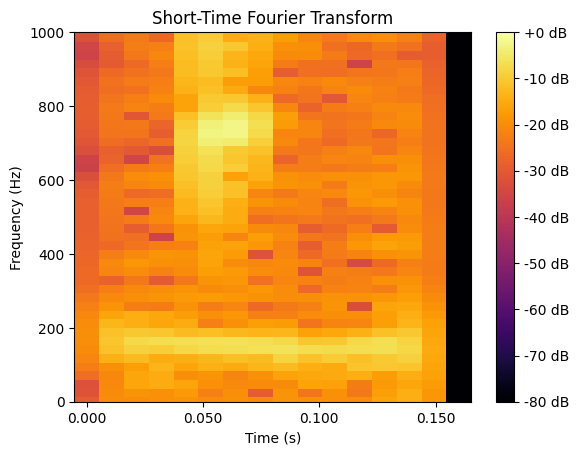 Short-Time Fourier Transform
Frequency (Hz)
1000
800
600
400
200
0
0.000
0.050
0.100
0.150
Time (s)
+0 dB
-10 dB
-20 dB
-30 dB
-40 dB
-50 dB
-60 dB
-70 dB
-80 dB